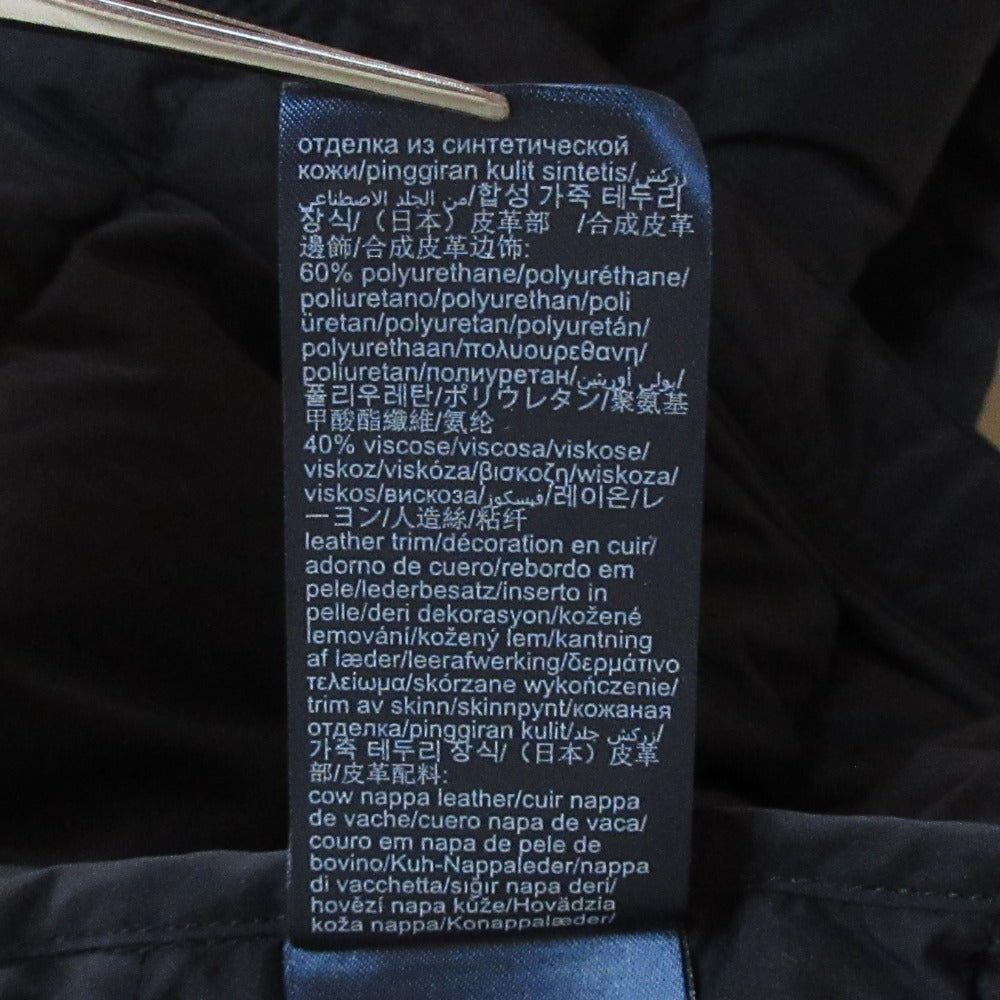 отделка из синтетической
кожи/pinggiran kulit sintetis/زركش
من الجلد الاصطناعي/합성 가죽 테두리
장식/（日本）皮革部　/合成皮革
邊飾/合成皮革边饰:
60% polyurethane/polyuréthane/
poliuretano/polyurethan/poli
üretan/polyuretan/polyuretán/
polyurethaan/πολυουρεθανη/
polyuretan/полиуретан/بولي أوريثين/
폴리우레탄/ポリウレタン/聚氨基
甲酸酯纖維/氨纶
40% viscose/viscosa/viskose/
viskoz/viskóza/βισκοζη/wiskoza/
viskos/вискоза/فيسكوز/레이온/レ
ーヨン/人造絲/粘纤
leather trim/décoration en cuir/
adorno de cuero/rebordo em
pele/lederbesatz/inserto in
pelle/deri dekorasyon/kožené
lemování/kožený lem/kantning
af læder/leerafwerking/δερμάτινο
τελείωμα/skórzane wykończenie/
trim av skinn/skinnpynt/кожаная
отделка/pinggiran kulit/زركش جلد/
가죽 테두리 장식/（日本）皮革
部/皮革配料:
cow nappa leather/cuir nappa
de vache/cuero napa de vaca/
couro em napa de pele de
bovino/Kuh-Nappaleder/nappa
di vacchetta/sığır napa deri/
hovězí napa kůže/Hovädzia
koža nappa/Konappalæder/